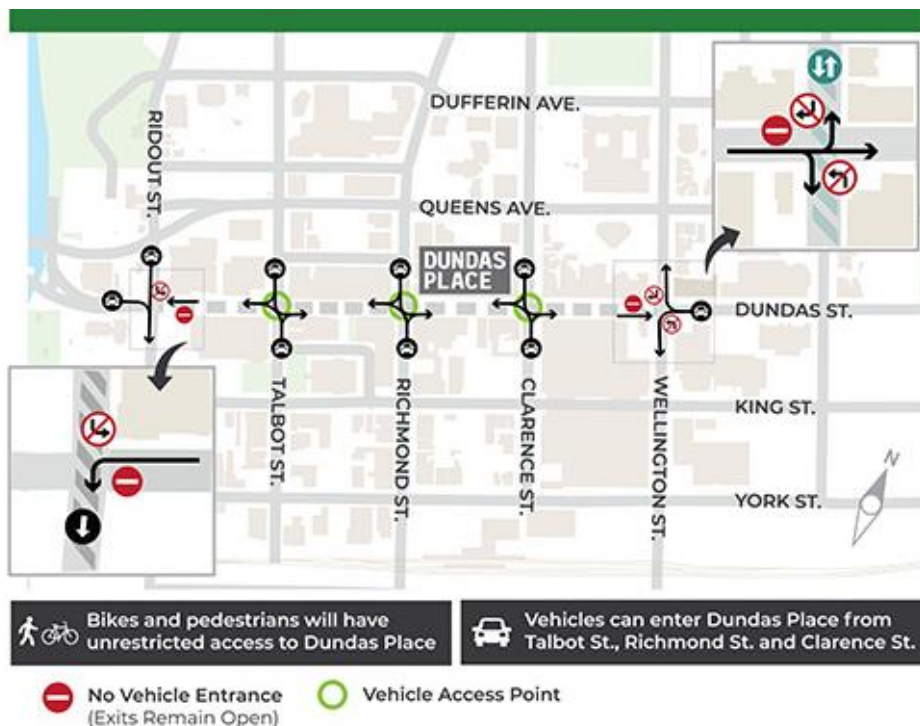 DUFFERIN AVE.
RIDOUT ST.
QUEENS AVE.
DUNDAS
PLACE
DUNDAS ST.
TALBOT ST.
RICHMOND ST.
CLARENCE ST.
WELLINGTON ST.
KING ST.
YORK ST.
N
Bikes and pedestrians will have
unrestricted access to Dundas Place
Vehicles can enter Dundas Place from
Talbot St., Richmond St. and Clarence St.
No Vehicle Entrance
(Exits Remain Open)
Vehicle Access Point